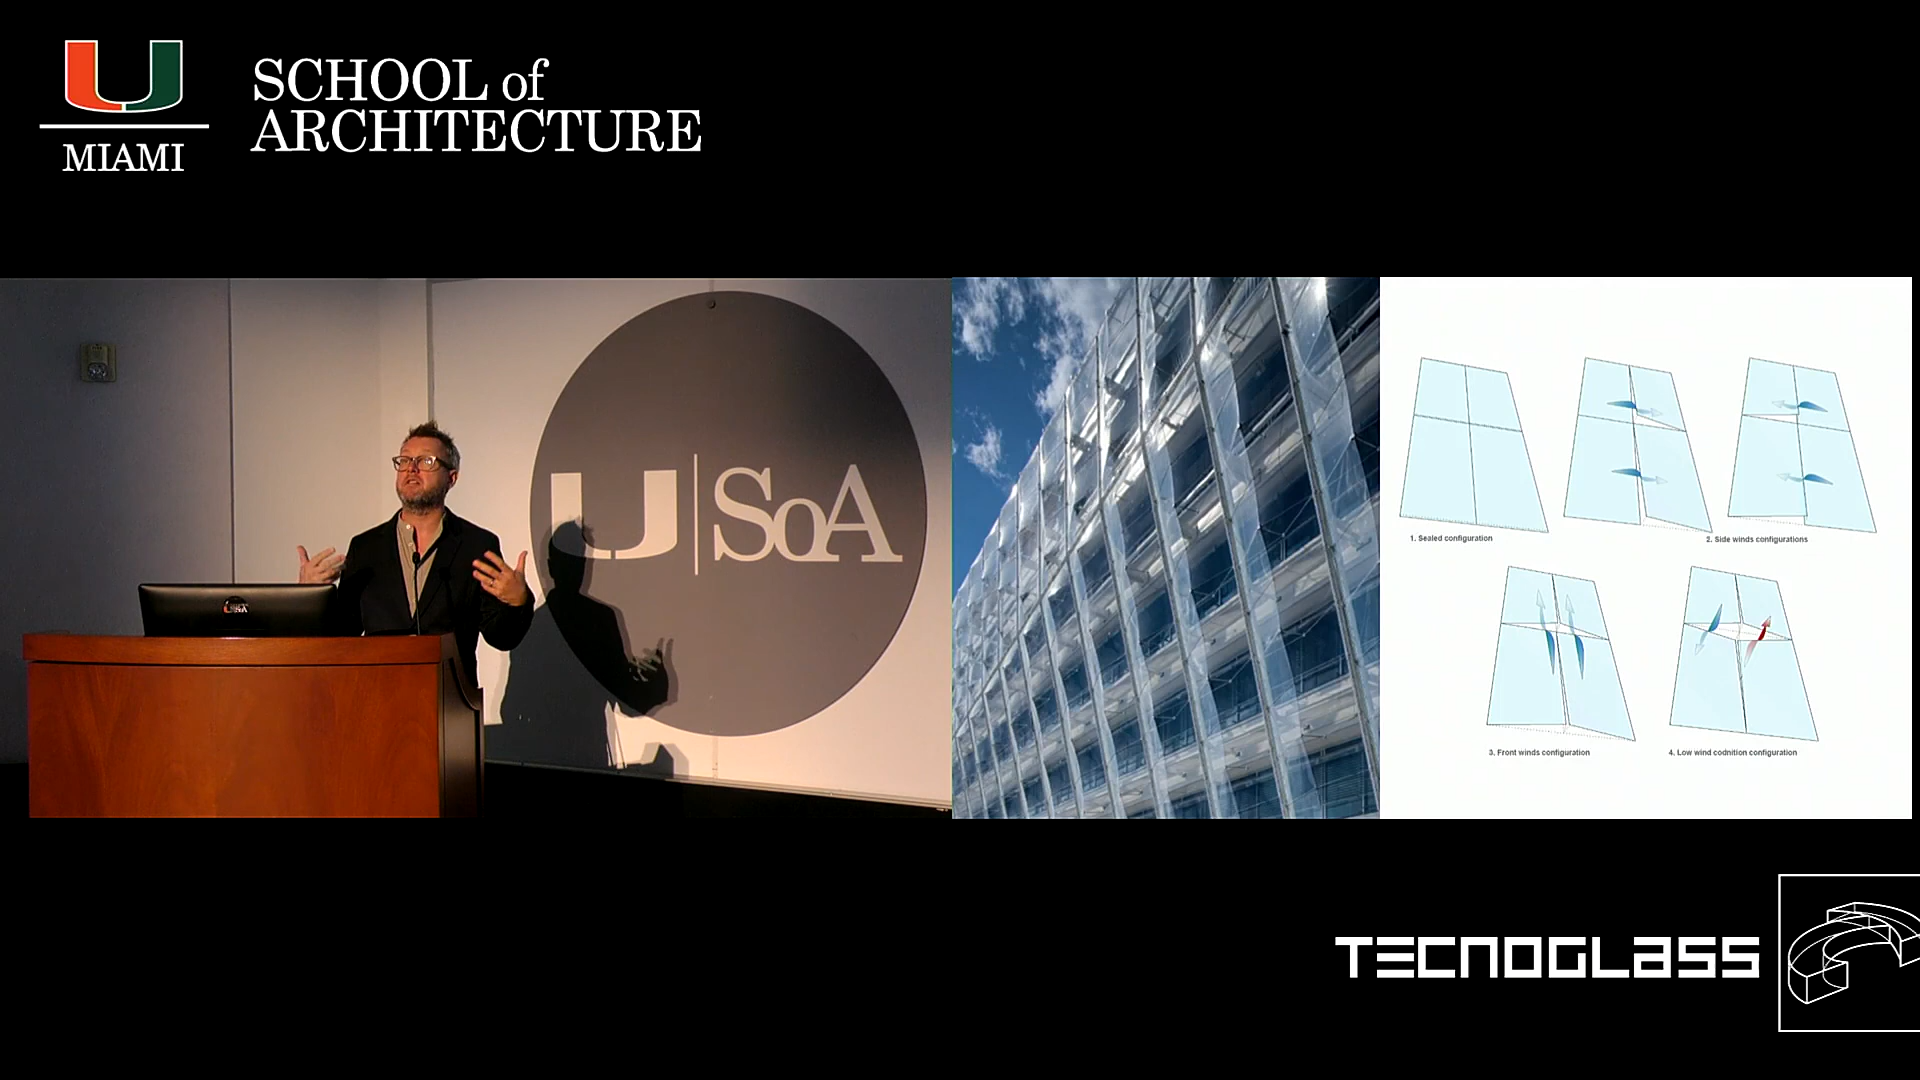 SCHOOL of
ARCHITECTURE
MIAMI
U SoA
USoA
1. Sealed configuration
2. Side winds configurations
3. Front winds configuration
4. Low wind codnition configuration
TECNOGLASS